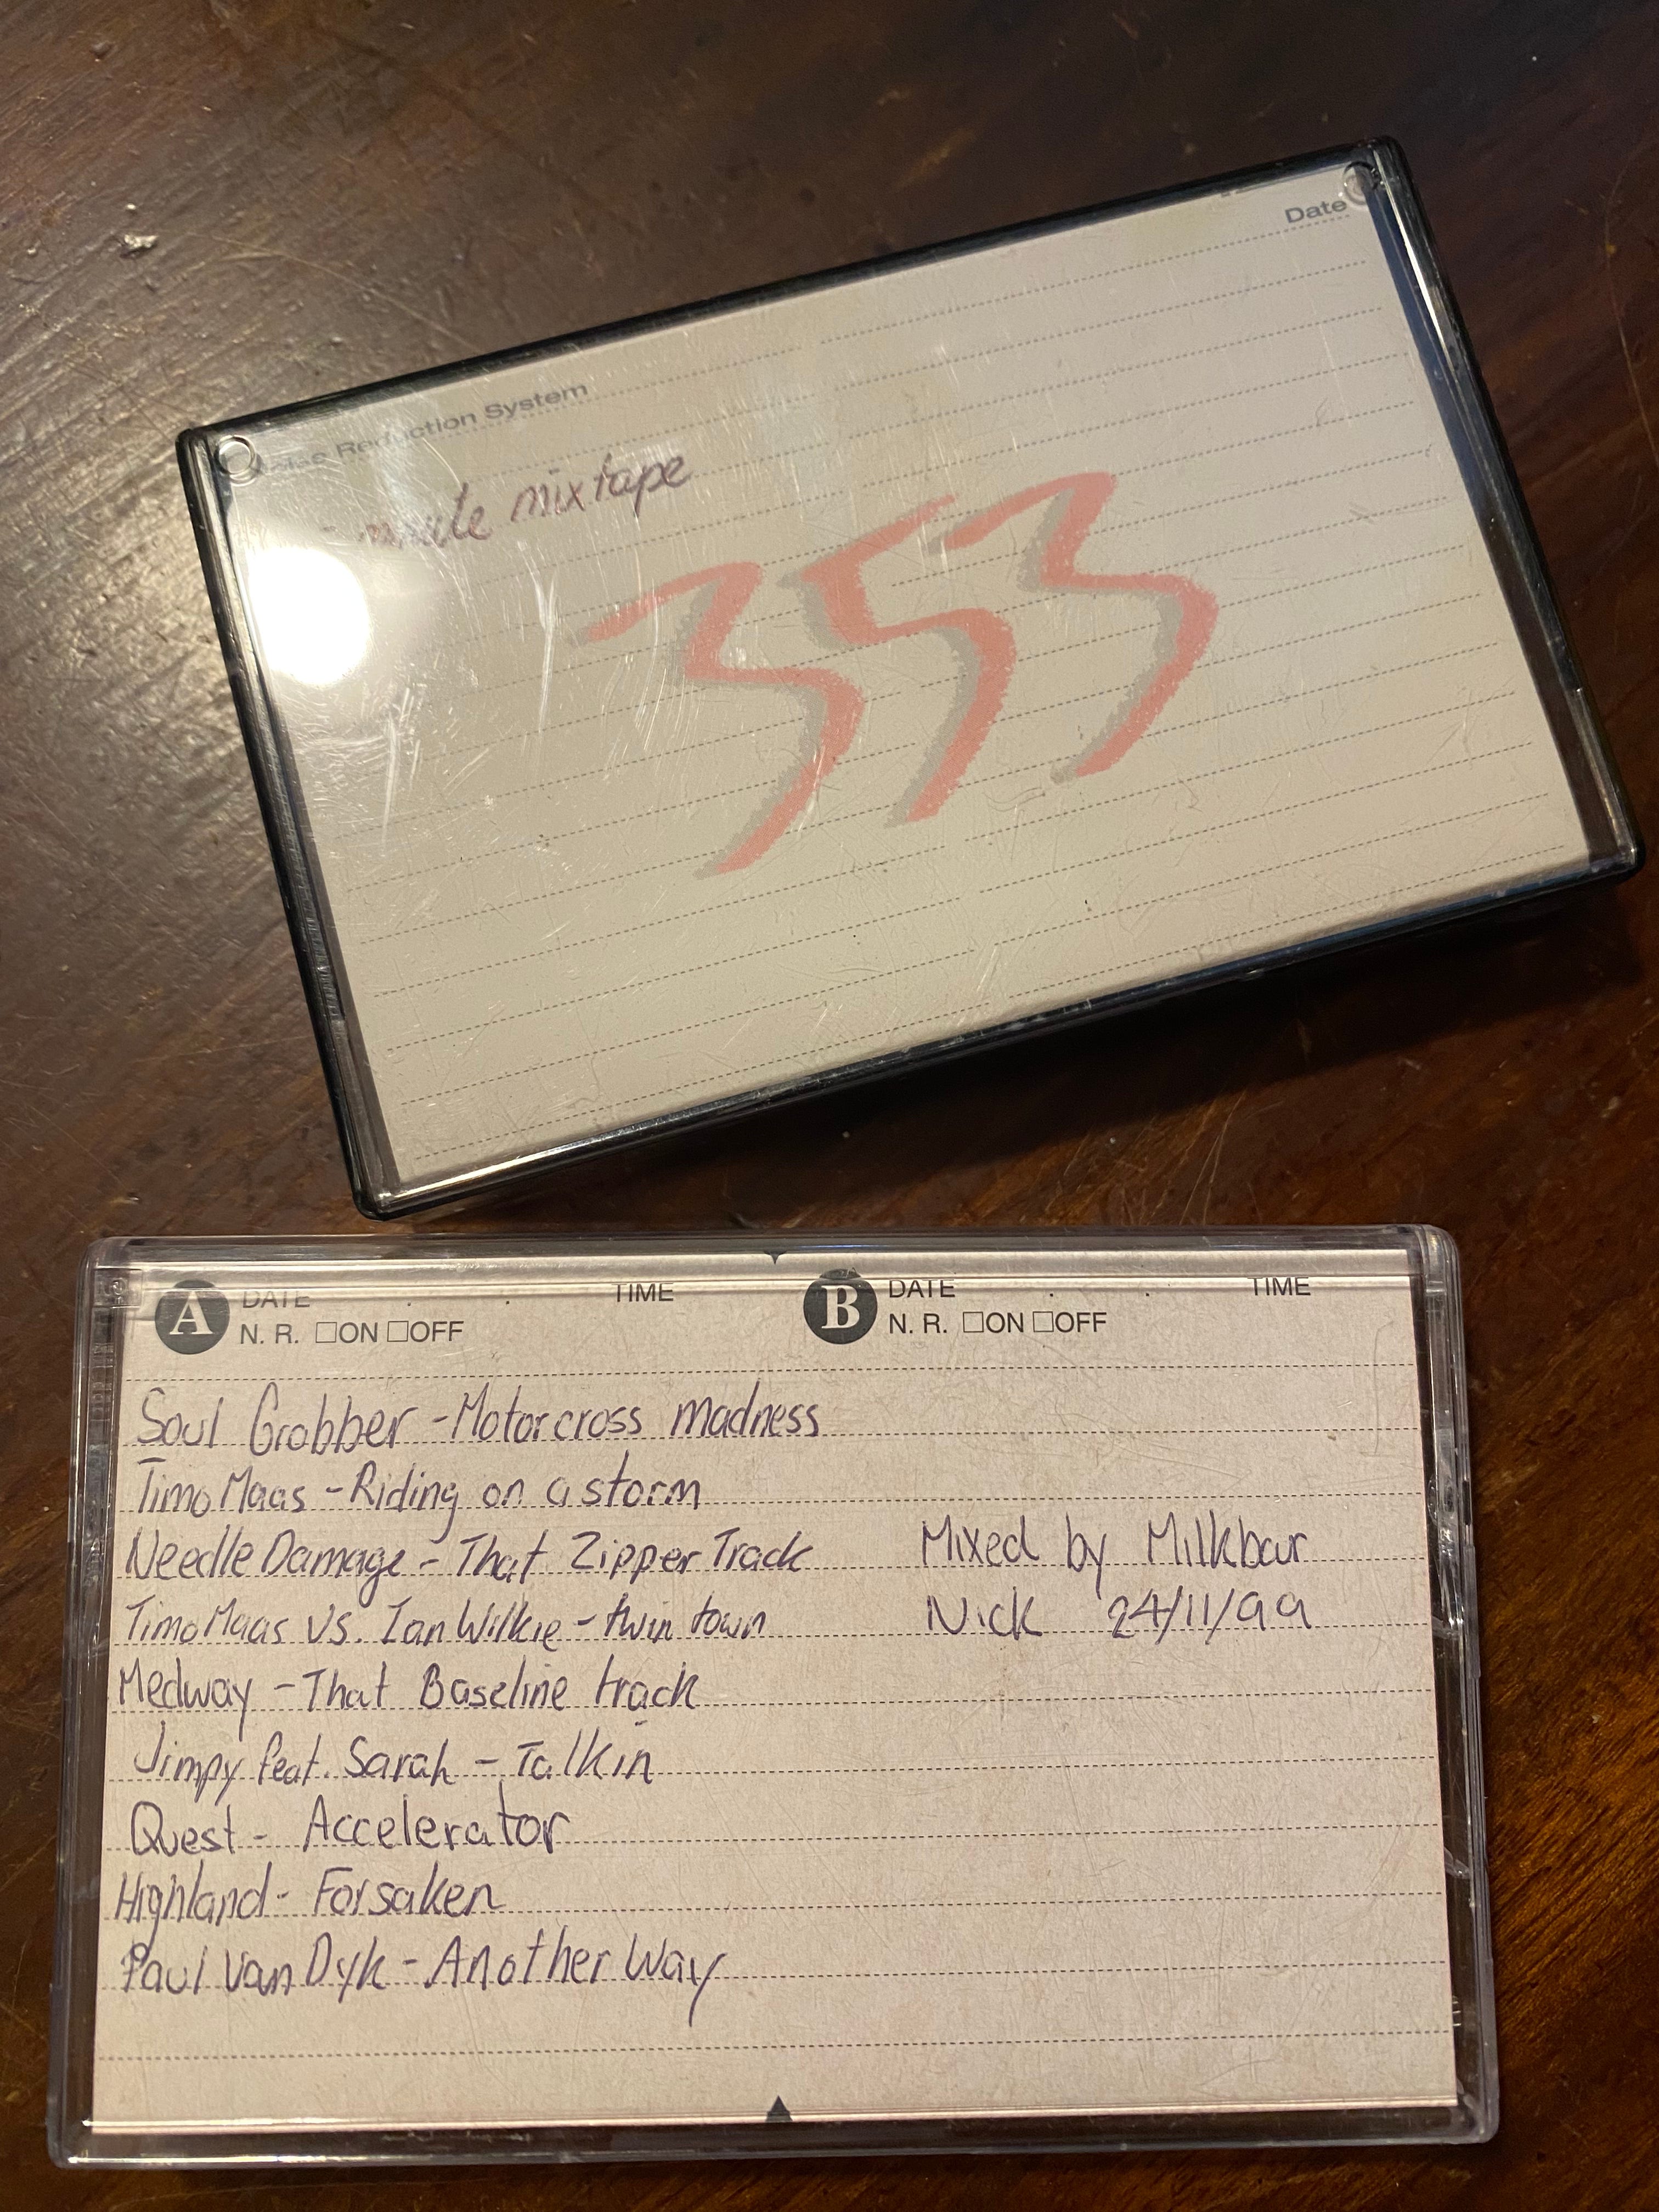 Date
Noise Reduction System
mixtape
A DATE . . TIME
N. R. □ON □OFF
B DATE . . TIME
N. R. □ON □OFF
Soul Grabber - Motorcross madness
Timo Maas - Riding on a storm
Needle Damage - That Zipper Track
Timo Maas vs. Ian Wilkie - twin town
Medway - That Baseline track
Jimpy feat. Sarah - Talkin
Quest - Accelerator
Highland - Forsaken
Paul Van Dyk - Another Way
Mixed by Milkbar
Nick 24/11/99